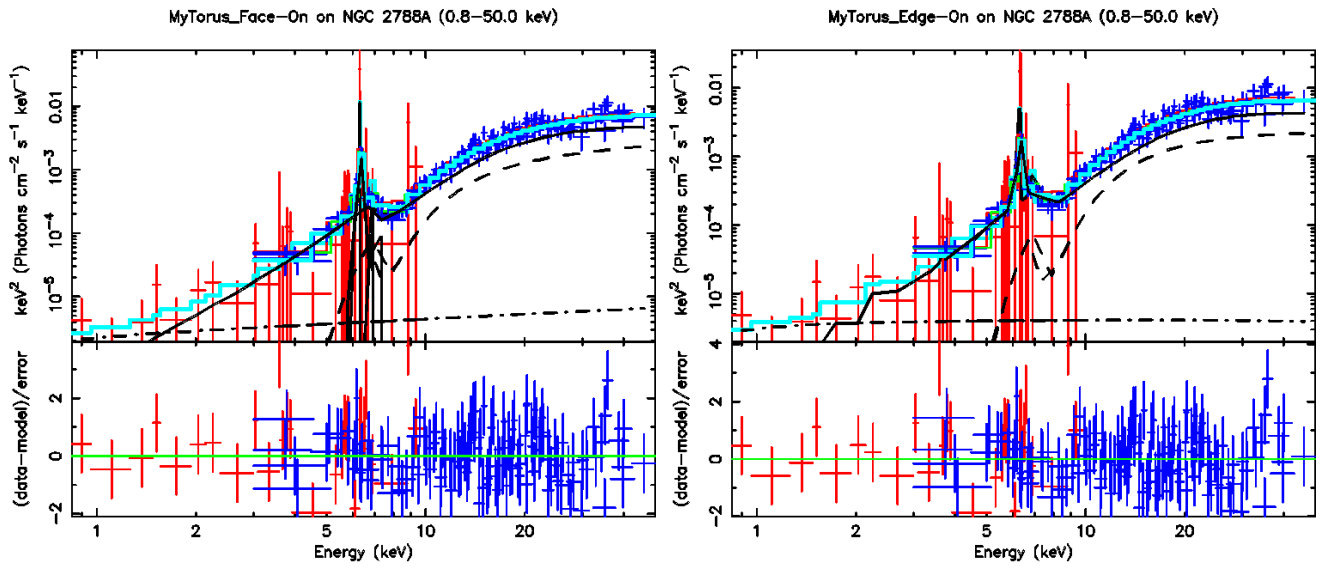 MyTorus_Face-On on NGC 2788A (0.8-50.0 keV)
keV² (Photons cm⁻² s⁻¹ keV⁻¹)
0.01
10⁻³
10⁻⁴
10⁻⁵
(data-model)/error
2
0
-2
1 2 5 10 20
Energy (keV)
MyTorus_Edge-On on NGC 2788A (0.8-50.0 keV)
keV² (Photons cm⁻² s⁻¹ keV⁻¹)
0.01
10⁻³
10⁻⁴
10⁻⁵
(data-model)/error
4
2
0
-2
1 2 5 10 20
Energy (keV)